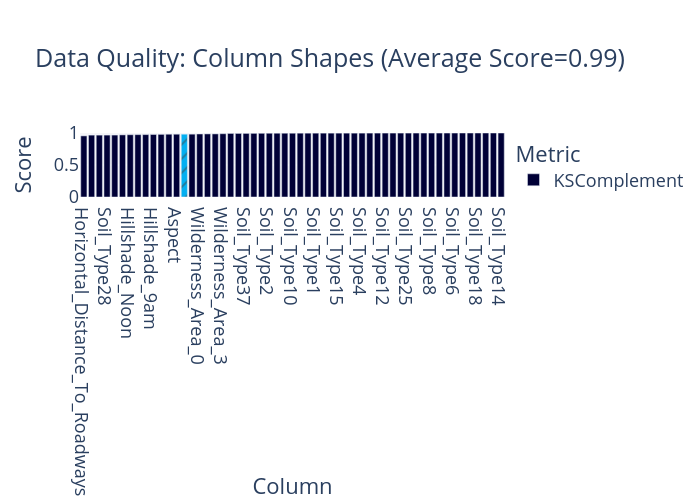 Data Quality: Column Shapes (Average Score=0.99)
Score
1
0.5
0
Metric
KSComplement
Horizontal_Distance_To_Roadways
Soil_Type28
Hillshade_Noon
Hillshade_9am
Aspect
Wilderness_Area_0
Wilderness_Area_3
Soil_Type37
Soil_Type2
Soil_Type10
Soil_Type1
Soil_Type15
Soil_Type4
Soil_Type12
Soil_Type25
Soil_Type8
Soil_Type6
Soil_Type18
Soil_Type14
Column